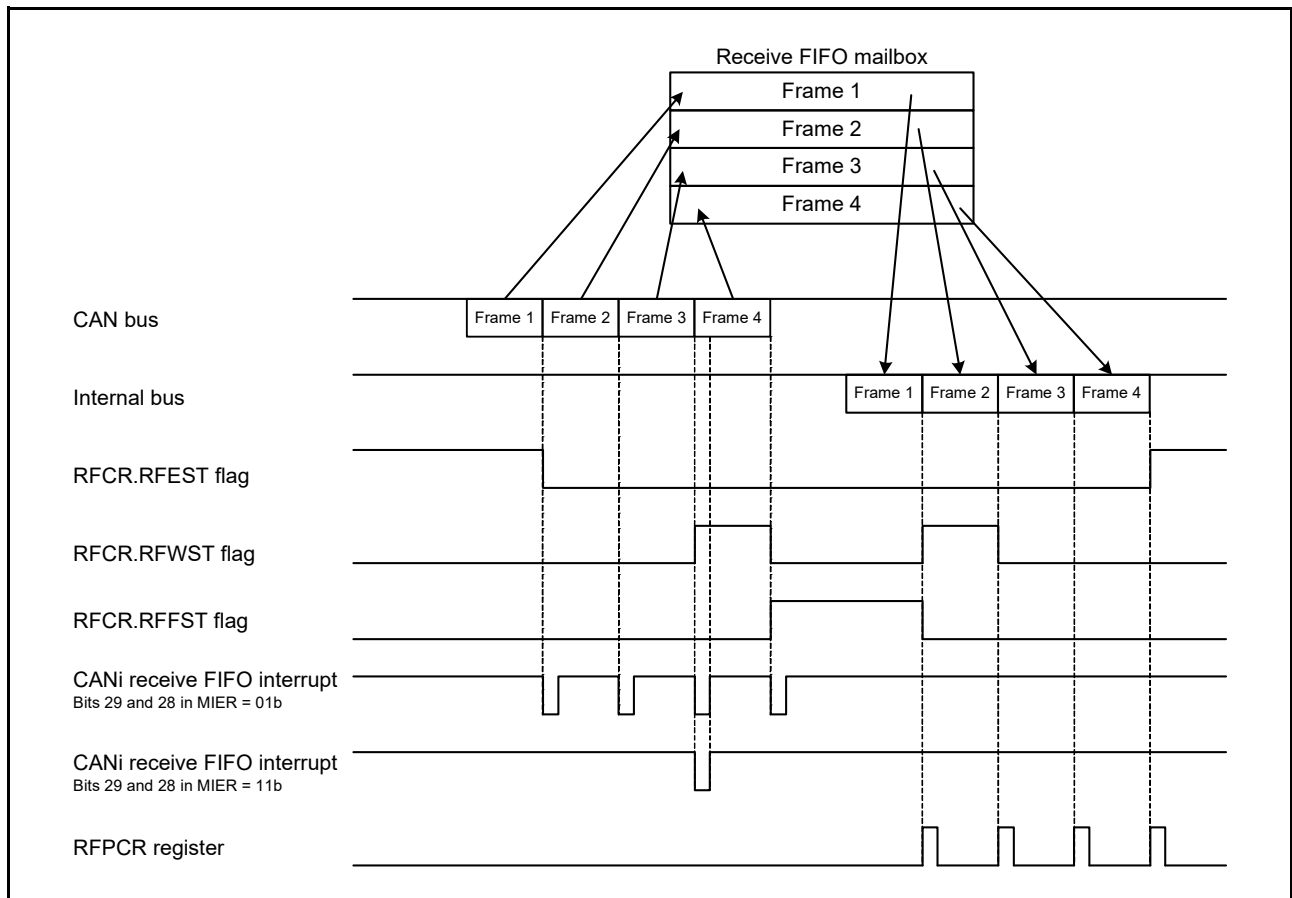 Receive FIFO mailbox
Frame 1
Frame 2
Frame 3
Frame 4
CAN bus
Frame 1 Frame 2 Frame 3 Frame 4
Internal bus
Frame 1 Frame 2 Frame 3 Frame 4
RFCR.RFEST flag
RFCR.RFWST flag
RFCR.RFFST flag
CANi receive FIFO interrupt
Bits 29 and 28 in MIER = 01b
CANi receive FIFO interrupt
Bits 29 and 28 in MIER = 11b
RFPCR register